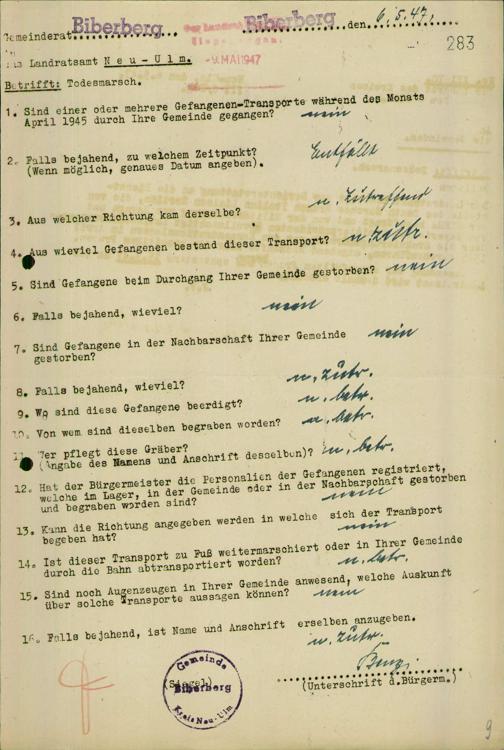 Gemeinderat Biberberg Biberberg den 6.5.47.
283
Landratsamt Neu-Ulm.
-9.MAI 1947
Betrifft: Todesmarsch.
1. Sind einer oder mehrere Gefangenen-Transporte während des Monats
April 1945 durch Ihre Gemeinde gegangen? nein
2. Falls bejahend, zu welchem Zeitpunkt? Entfällt
(Wenn möglich, genaues Datum angeben).
n. Zutreffend
3. Aus welcher Richtung kam derselbe?
4. Aus wieviel Gefangenen bestand dieser Transport? n Zutr.
5. Sind Gefangene beim Durchgang Ihrer Gemeinde gestorben? nein
6. Falls bejahend, wieviel? nein
7. Sind Gefangene in der Nachbarschaft Ihrer Gemeinde nein
gestorben?
8. Falls bejahend, wieviel? n. Zutr.
9. Wo sind diese Gefangene beerdigt? n. betr.
10. Von wem sind dieselben begraben worden? n. betr.
11. Wer pflegt diese Gräber?
(Angabe des Namens und Anschrift desselben)? n. betr.
12. Hat der Bürgermeister die Personalien der Gefangenen registriert,
welche im Lager, in der Gemeinde oder in der Nachbarschaft gestorben
und begraben worden sind? nein
13. Kann die Richtung angegeben werden in welche sich der Transport
begeben hat? nein
14. Ist dieser Transport zu Fuß weitermarschiert oder in Ihrer Gemeinde
durch die Bahn abtransportiert worden? n. betr.
15. Sind noch Augenzeugen in Ihrer Gemeinde anwesend, welche Auskunft
über solche Transporte aussagen können? nein
16. Falls bejahend, ist Name und Anschrift erselben anzugeben.
n. Zutr.
(Siegel)
Gemeinde
Biberberg
Kreis Neu-Ulm
(Unterschrift d.Bürgerm.)
9